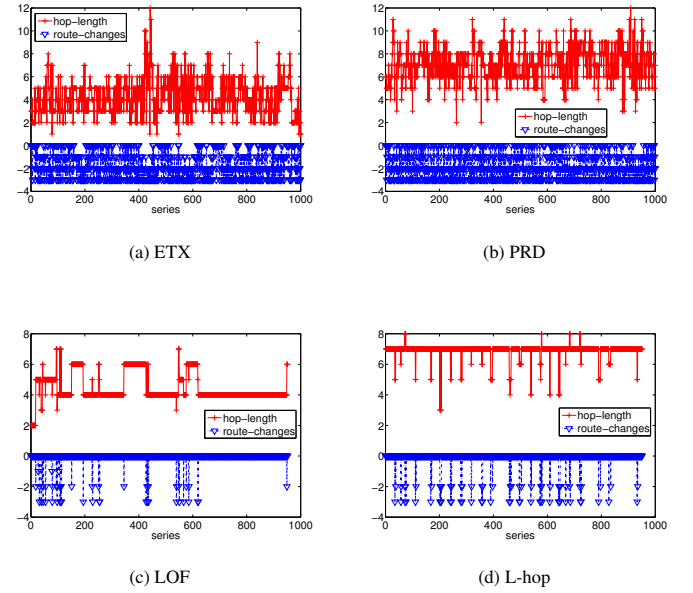 12
10
8
6
4
2
0
−2
−4
hop−length
route−changes
0 200 400 600 800 1000
series
(a) ETX
12
10
8
6
4
2
0
−2
−4
hop−length
route−changes
0 200 400 600 800 1000
series
(b) PRD
8
6
4
2
0
−2
−4
hop−length
route−changes
0 200 400 600 800 1000
series
(c) LOF
8
6
4
2
0
−2
−4
hop−length
route−changes
0 200 400 600 800 1000
series
(d) L-hop